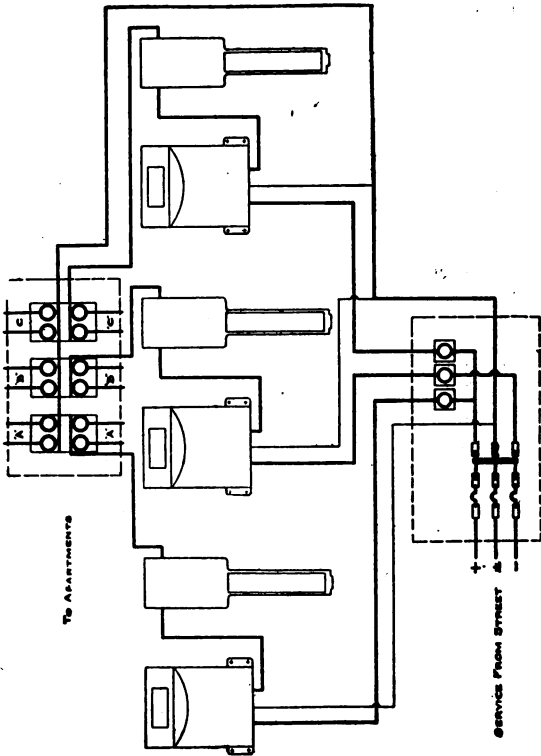 C
'C'
'B'
'B'
'A'
'A'
TO APARTMENTS
+
±
−
SERVICE FROM STREET